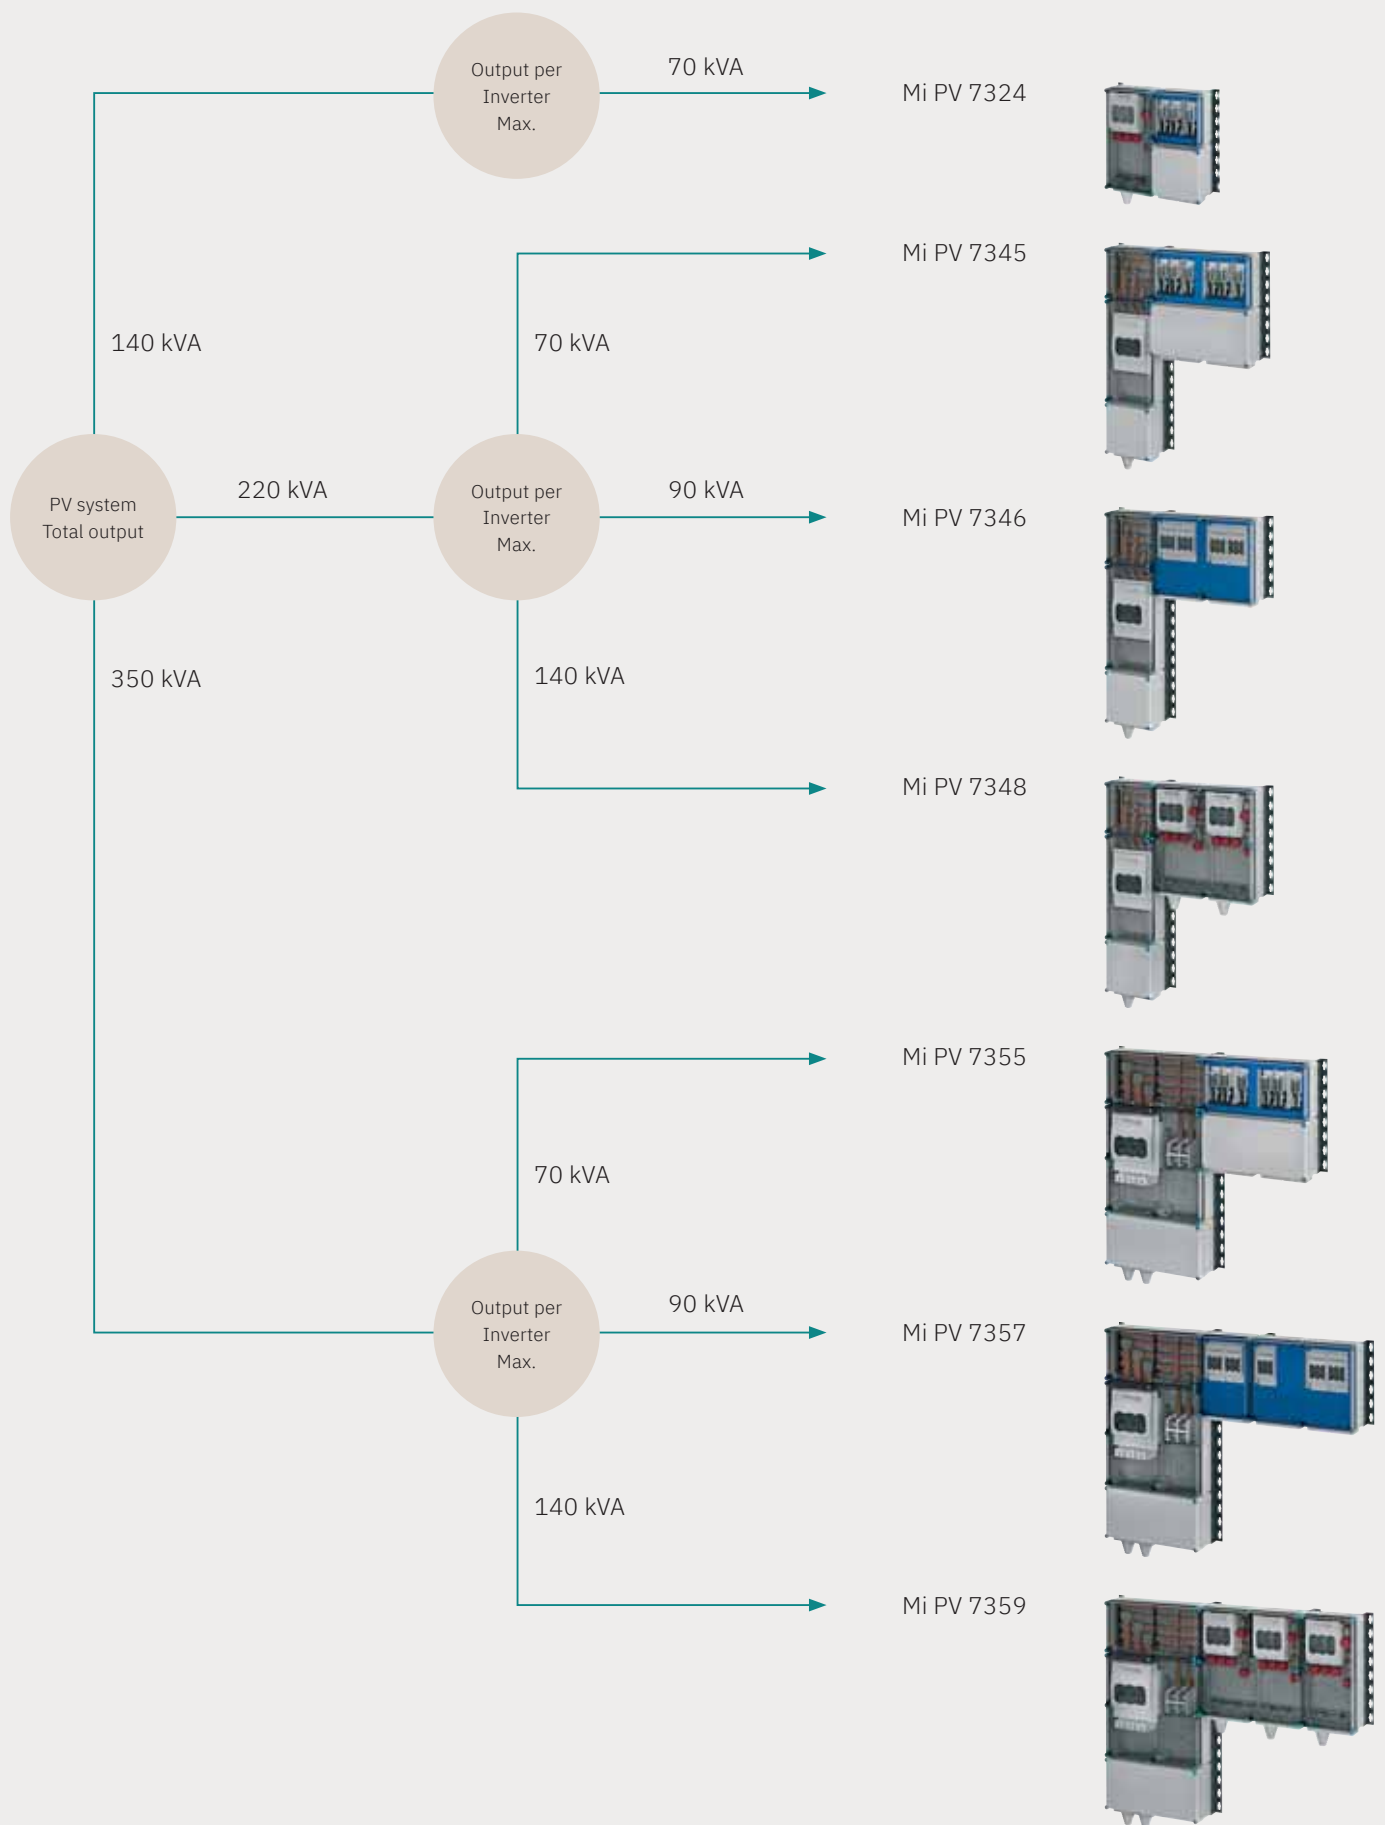 Output per
Inverter
Max.
70 kVA
Mi PV 7324
Mi PV 7345
140 kVA
70 kVA
PV system
Total output
220 kVA
Output per
Inverter
Max.
90 kVA
Mi PV 7346
350 kVA
140 kVA
Mi PV 7348
Mi PV 7355
70 kVA
Output per
Inverter
Max.
90 kVA
Mi PV 7357
140 kVA
Mi PV 7359